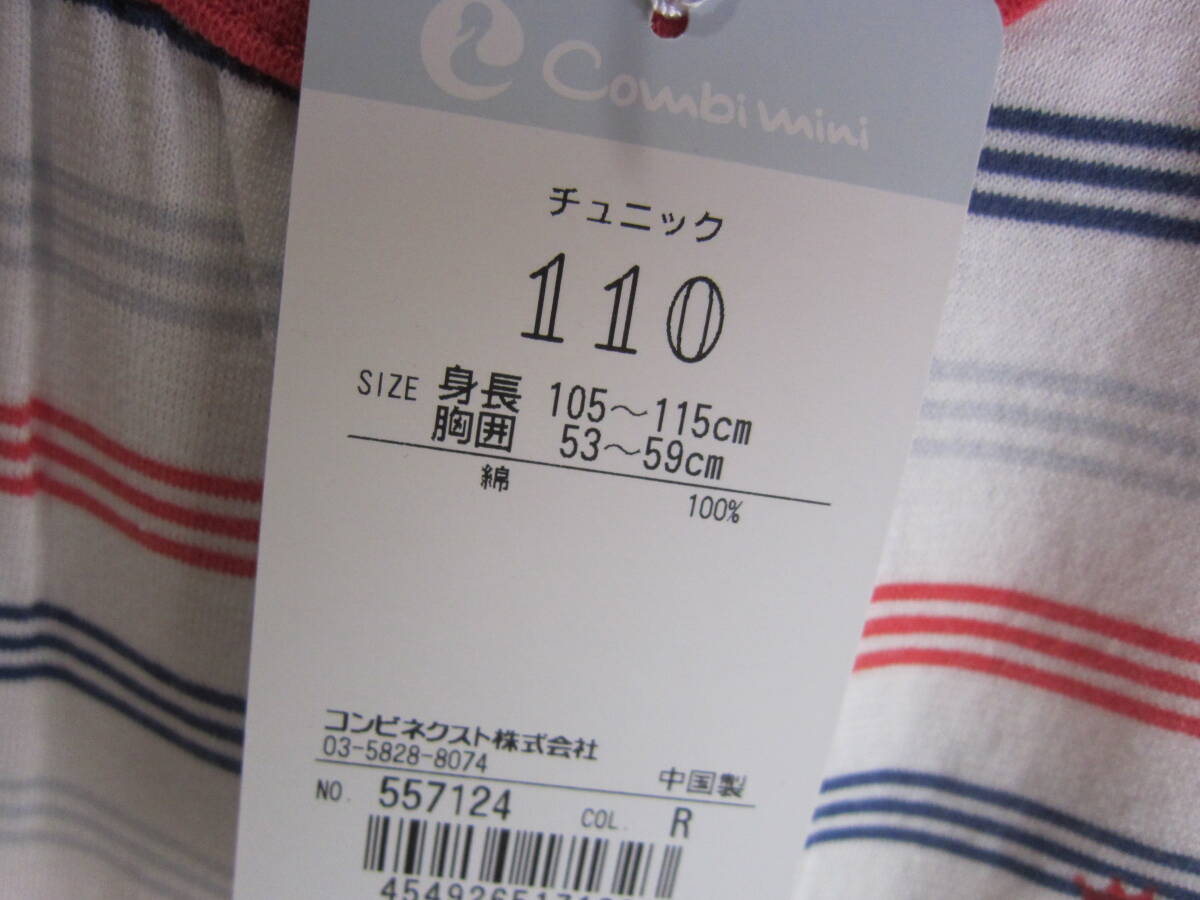 Combi mini
チュニック
110
SIZE 身長 105～115cm
胸囲 53～59cm
綿 100%
コンビネクスト株式会社
03-5828-8074
中国製
NO. 557124 COL. R